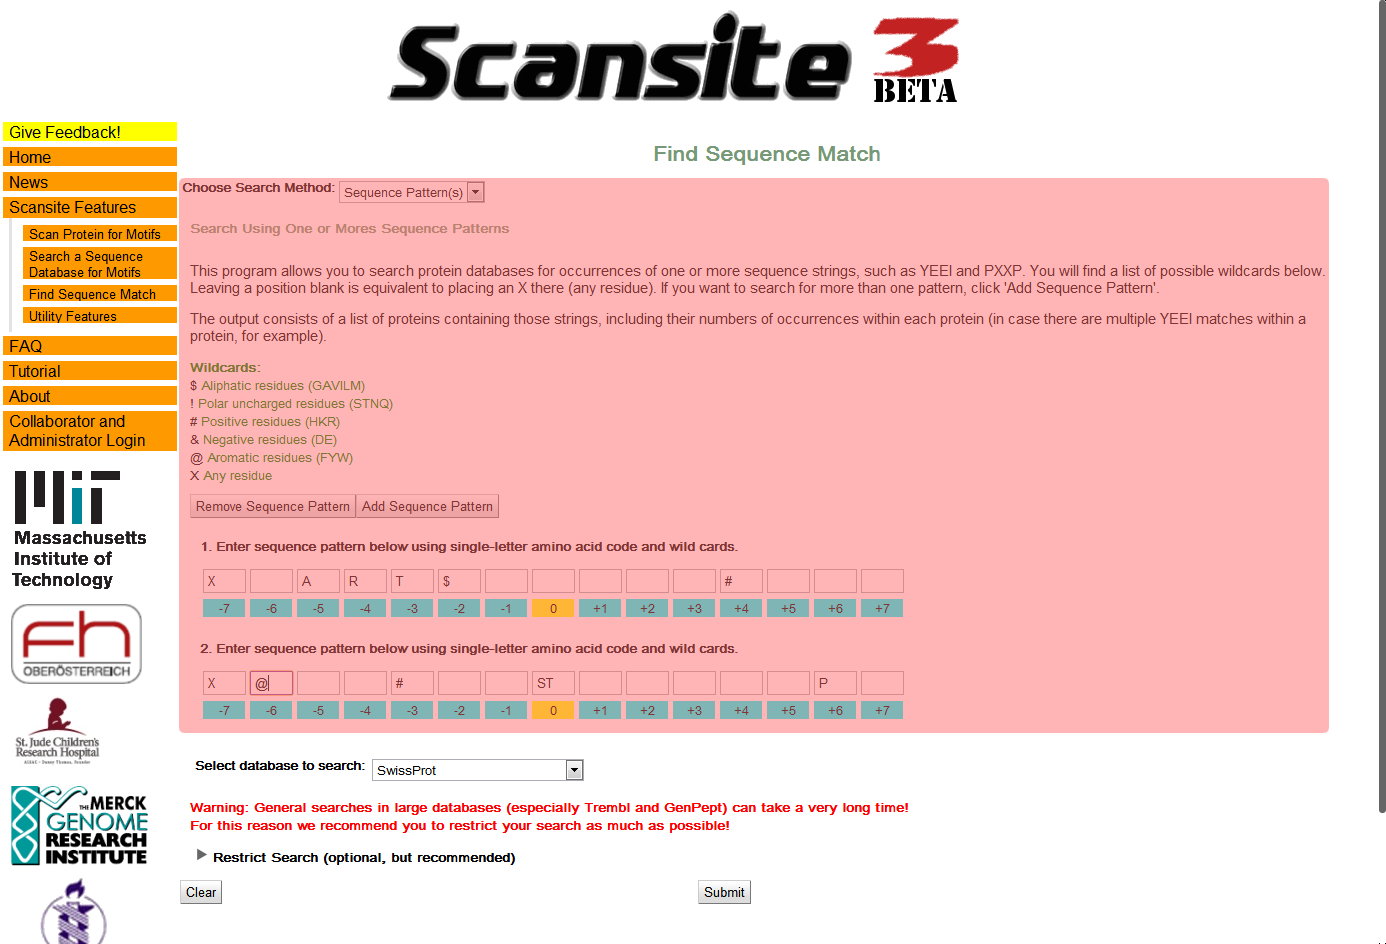 Scansite 3
BETA
Give Feedback!
Home
News
Scansite Features
Scan Protein for Motifs
Search a Sequence
Database for Motifs
Find Sequence Match
Utility Features
FAQ
Tutorial
About
Collaborator and
Administrator Login
MIT
Massachusetts
Institute of
Technology
fh
OBERÖSTERREICH
St. Jude Children's
Research Hospital
ALSAC - Danny Thomas, Founder
THE MERCK
GENOME
RESEARCH
INSTITUTE
Find Sequence Match
Choose Search Method: Sequence Pattern(s)
Search Using One or Mores Sequence Patterns
This program allows you to search protein databases for occurrences of one or more sequence strings, such as YEEI and PXXP. You will find a list of possible wildcards below.
Leaving a position blank is equivalent to placing an X there (any residue). If you want to search for more than one pattern, click 'Add Sequence Pattern'.
The output consists of a list of proteins containing those strings, including their numbers of occurrences within each protein (in case there are multiple YEEI matches within a
protein, for example).
Wildcards:
$ Aliphatic residues (GAVILM)
! Polar uncharged residues (STNQ)
# Positive residues (HKR)
& Negative residues (DE)
@ Aromatic residues (FYW)
X Any residue
Remove Sequence Pattern Add Sequence Pattern
1. Enter sequence pattern below using single-letter amino acid code and wild cards.
X A R T $ #
-7 -6 -5 -4 -3 -2 -1 0 +1 +2 +3 +4 +5 +6 +7
2. Enter sequence pattern below using single-letter amino acid code and wild cards.
X @ # ST P
-7 -6 -5 -4 -3 -2 -1 0 +1 +2 +3 +4 +5 +6 +7
Select database to search: SwissProt
Warning: General searches in large databases (especially Trembl and GenPept) can take a very long time!
For this reason we recommend you to restrict your search as much as possible!
Restrict Search (optional, but recommended)
Clear Submit